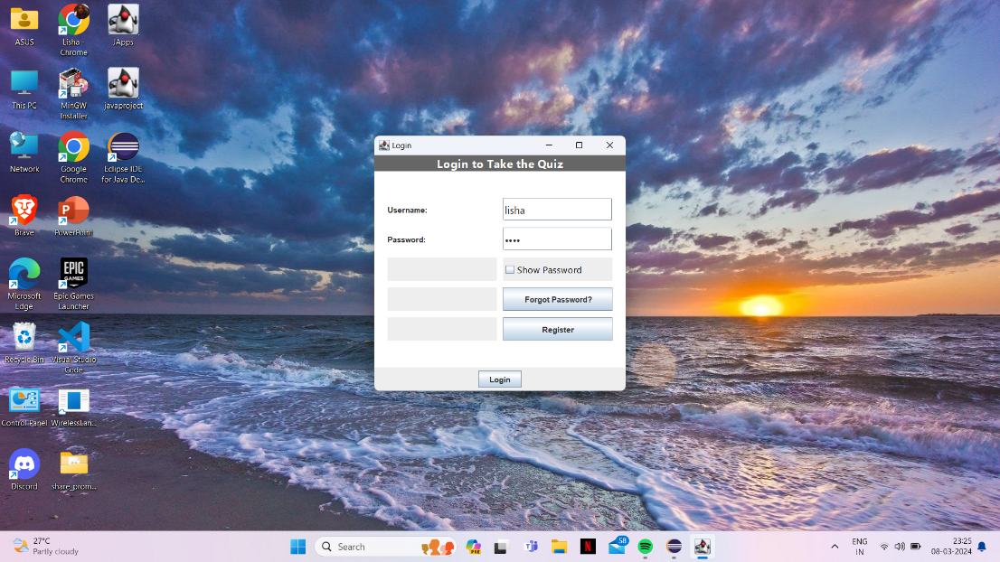 ASUS
Lisha -
Chrome
JApps
This PC
MinGW
Installer
javaproject
Network
Google
Chrome
Eclipse IDE
for Java De...
Brave
PowerPoint
Microsoft
Edge
EPIC
GAMES
Epic Games
Launcher
Recycle Bin
Visual Studio
Code
Control Panel
WirelessLan...
Discord
share_prom...
Login
Login to Take the Quiz
Username:
lisha
Password:
••••
Show Password
Forgot Password?
Register
Login
27°C
Partly cloudy
Search
PRE
58
ENG
IN
23:25
08-03-2024